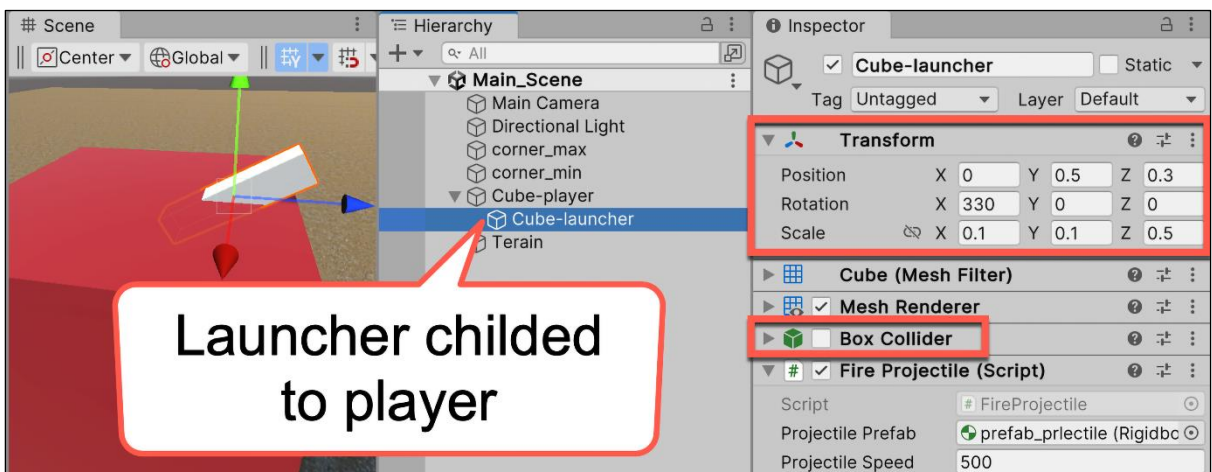 # Scene
Center
Global
Hierarchy
All
Main_Scene
Main Camera
Directional Light
corner_max
corner_min
Cube-player
Cube-launcher
Terain
Launcher childed
to player
Inspector
Cube-launcher Static
Tag Untagged Layer Default
Transform
Position X 0 Y 0.5 Z 0.3
Rotation X 330 Y 0 Z 0
Scale X 0.1 Y 0.1 Z 0.5
Cube (Mesh Filter)
Mesh Renderer
Box Collider
# Fire Projectile (Script)
Script # FireProjectile
Projectile Prefab prefab_prlectile (Rigidbo
Projectile Speed 500